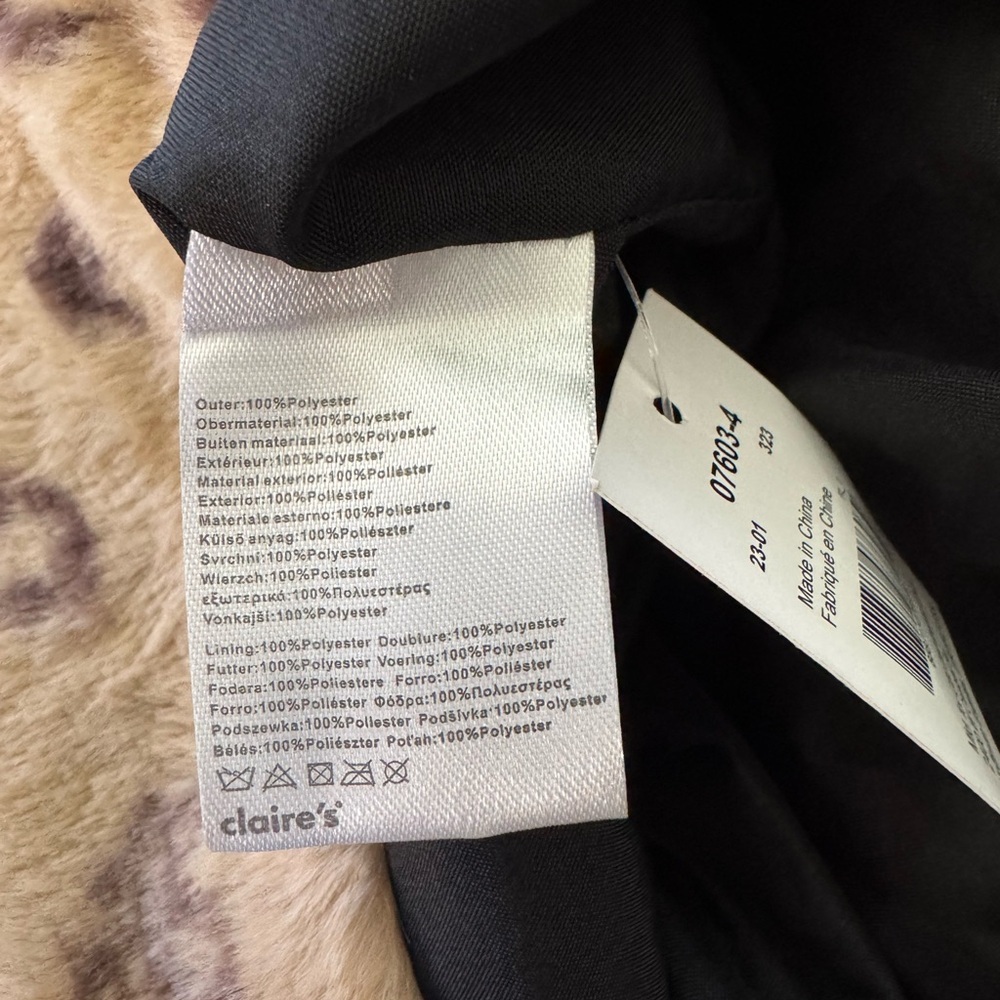 Outer:100%Polyester
Obermaterial:100%Polyester
Buiten materiaal:100%Polyester
Extérieur:100%Polyester
Material exterior:100%Poliéster
Exterior:100%Poliéster
Materiale esterno:100%Poliestere
Külső anyag:100%Poliészter
Svrchní:100%Polyester
Wierzch:100%Poliester
εξωτερικά:100%Πολυεστέρας
Vonkajší:100%Polyester
Lining:100%Polyester Doublure:100%Polyester
Futter:100%Polyester Voering:100%Polyester
Fodera:100%Poliestere Forro:100%Poliéster
Forro:100%Poliéster Φόδρα:100%Πολυεστέρας
Podszewka:100%Poliester Podšívka:100%Polyester
Bélés:100%Poliészter Poťah:100%Polyester
claire's
07603-4
323
23-01
Made in China
Fabriqué en Chine